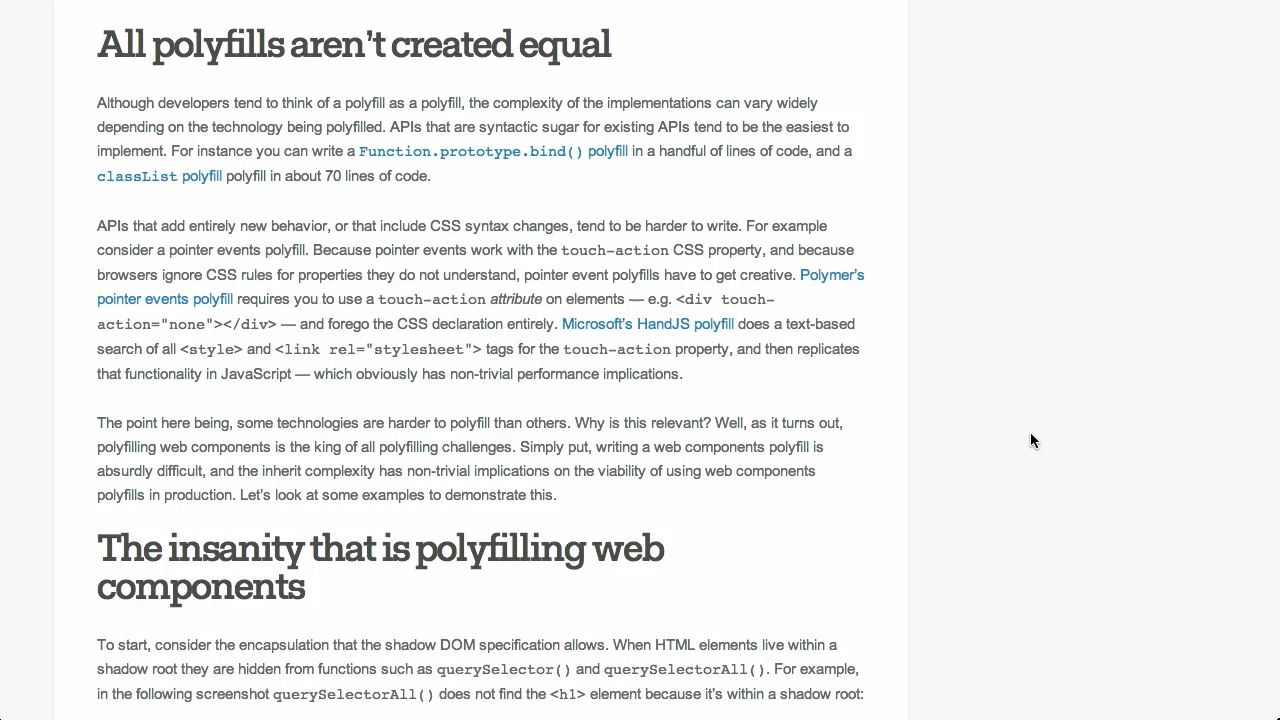 All polyfills aren't created equal
Although developers tend to think of a polyfill as a polyfill, the complexity of the implementations can vary widely
depending on the technology being polyfilled. APIs that are syntactic sugar for existing APIs tend to be the easiest to
implement. For instance you can write a Function.prototype.bind() polyfill in a handful of lines of code, and a
classList polyfill polyfill in about 70 lines of code.
APIs that add entirely new behavior, or that include CSS syntax changes, tend to be harder to write. For example
consider a pointer events polyfill. Because pointer events work with the touch-action CSS property, and because
browsers ignore CSS rules for properties they do not understand, pointer event polyfills have to get creative. Polymer's
pointer events polyfill requires you to use a touch-action attribute on elements — e.g. <div touch-
action="none"></div> — and forego the CSS declaration entirely. Microsoft's HandJS polyfill does a text-based
search of all <style> and <link rel="stylesheet"> tags for the touch-action property, and then replicates
that functionality in JavaScript — which obviously has non-trivial performance implications.
The point here being, some technologies are harder to polyfill than others. Why is this relevant? Well, as it turns out,
polyfilling web components is the king of all polyfilling challenges. Simply put, writing a web components polyfill is
absurdly difficult, and the inherit complexity has non-trivial implications on the viability of using web components
polyfills in production. Let's look at some examples to demonstrate this.
The insanity that is polyfilling web
components
To start, consider the encapsulation that the shadow DOM specification allows. When HTML elements live within a
shadow root they are hidden from functions such as querySelector() and querySelectorAll(). For example,
in the following screenshot querySelectorAll() does not find the <h1> element because it's within a shadow root: